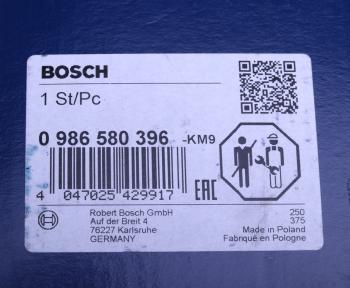 BOSCH
1 St/Pc
0 986 580 396 -KM9
4 047025 429917
EAC
Robert Bosch GmbH
Auf der Breit 4
76227 Karlsruhe
GERMANY
250
375
Made in Poland
Fabriqué en Pologne